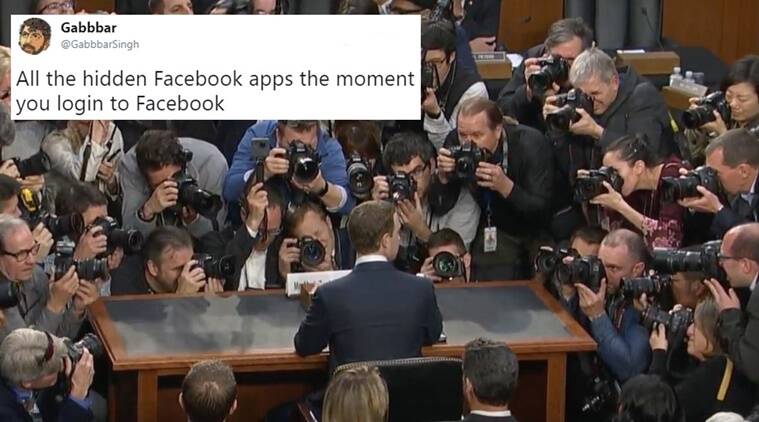 Gabbbar
@GabbbarSingh
All the hidden Facebook apps the moment
you login to Facebook